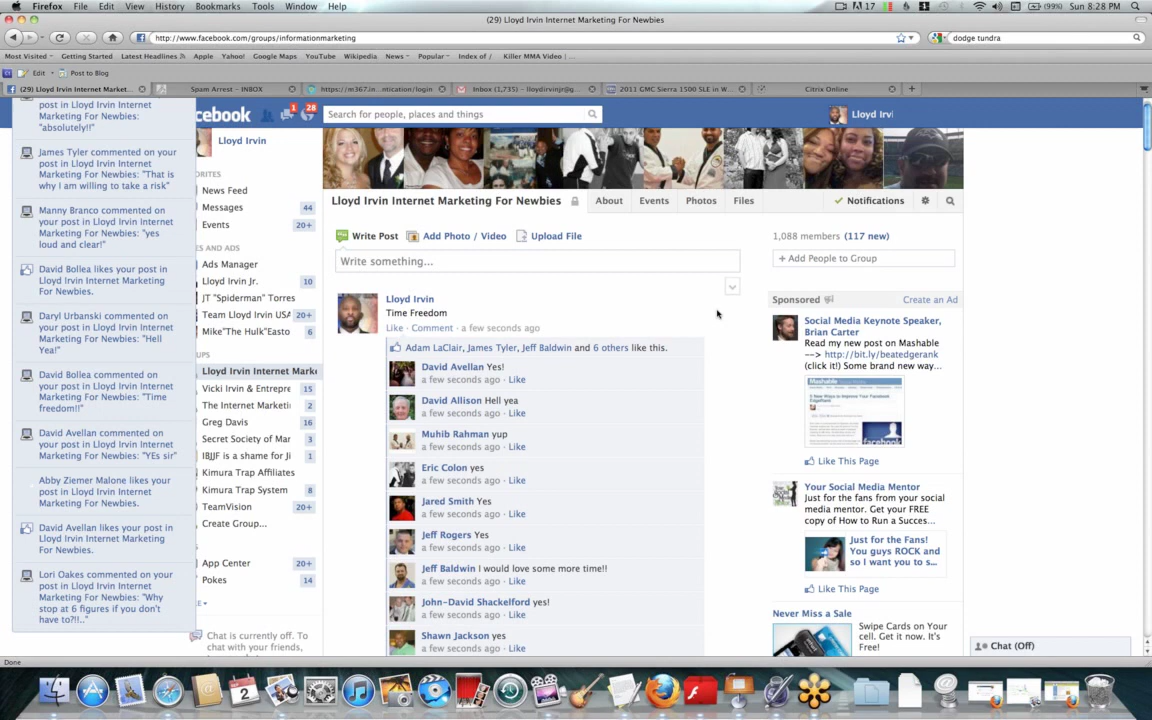 Firefox File Edit View History Bookmarks Tools Window Help
17 (99%) Sun 8:28 PM
(29) Lloyd Irvin Internet Marketing For Newbies
http://www.facebook.com/groups/informationmarketing
dodge tundra
Most Visited Getting Started Latest Headlines Apple Yahoo! Google Maps YouTube Wikipedia News Popular Index of / Killer MMA Video | ...
Edit Post to Blog
(29) Lloyd Irvin Internet Market...
Spam Arrest – INBOX
https://m367.in...mtication/login
Inbox (1,735) – lloydirvinjr@g...
2011 GMC Sierra 1500 SLE in W...
Citrix Online
cebook
1
28
Search for people, places and things
Lloyd Irvi
post in Lloyd Irvin Internet
Marketing For Newbies:
"absolutely!!"
James Tyler commented on
your post in Lloyd Irvin
Internet Marketing For
Newbies: "That is
why I am willing to take a risk"
Manny Branco commented on
your post in Lloyd Irvin
Internet Marketing For
Newbies: "yes
loud and clear!"
David Bollea likes your post in
Lloyd Irvin Internet Marketing
For Newbies.
Daryl Urbanski commented on
your post in Lloyd Irvin
Internet Marketing For
Newbies: "Hell
Yea!"
David Bollea commented on
your post in Lloyd Irvin
Internet Marketing For
Newbies: "Time
freedom!!"
David Avellan commented on
your post in Lloyd Irvin
Internet Marketing For
Newbies: "YEs sir"
Abby Ziemer Malone likes your
post in Lloyd Irvin Internet
Marketing For Newbies.
David Avellan likes your post in
Lloyd Irvin Internet Marketing
For Newbies.
Lori Oakes commented on your
post in Lloyd Irvin Internet
Marketing For Newbies: "Why
stop at 6 figures if you don't
have to?!!.."
Lloyd Irvin
ORITES
News Feed
Messages 44
Events 20+
ES AND ADS
Ads Manager
Lloyd Irvin Jr. 10
JT "Spiderman" Torres
Team Lloyd Irvin USA 20+
Mike"The Hulk"Easto 6
UPS
Lloyd Irvin Internet Marke
Vicki Irvin & Entrepre 15
The Internet Marketi 2
Greg Davis 16
Secret Society of Mar 3
IBJJF is a shame for Ji 1
Kimura Trap Affiliates
Kimura Trap System 8
TeamVision 20+
Create Group...
App Center 20+
Pokes 14
Chat is currently off. To
chat with your friends,
Lloyd Irvin Internet Marketing For Newbies
About Events Photos Files
Notifications
Write Post Add Photo / Video Upload File
Write something...
Lloyd Irvin
Time Freedom
Like · Comment · a few seconds ago
Adam LaClair, James Tyler, Jeff Baldwin and 6 others like this.
David Avellan Yes!
a few seconds ago · Like
David Allison Hell yea
a few seconds ago · Like
Muhib Rahman yup
a few seconds ago · Like
Eric Colon yes
a few seconds ago · Like
Jared Smith Yes
a few seconds ago · Like
Jeff Rogers Yes
a few seconds ago · Like
Jeff Baldwin I would love some more time!!
a few seconds ago · Like
John-David Shackelford yes!
a few seconds ago · Like
Shawn Jackson yes
a few seconds ago · Like
1,088 members (117 new)
+ Add People to Group
Sponsored
Create an Ad
Social Media Keynote Speaker,
Brian Carter
Read my new post on Mashable
--> http://bit.ly/beatedgerank
(click it!) Some brand new way...
Mashable
facebook
Like This Page
Your Social Media Mentor
Just for the fans from your social
media mentor. Get your FREE
copy of How to Run a Succes...
Just for the Fans!
You guys ROCK and
so I want you to s...
Like This Page
Never Miss a Sale
Swipe Cards on Your
cell. Get it now. It's
Free!
Chat (Off)
Done
2